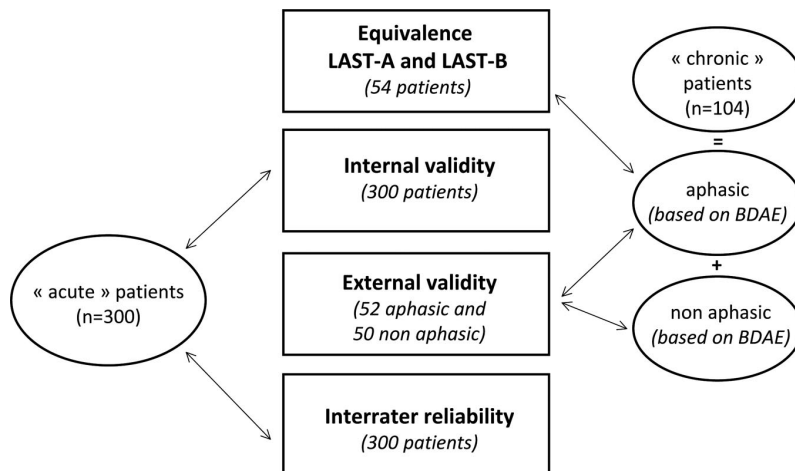 Equivalence
LAST-A and LAST-B
(54 patients)
Internal validity
(300 patients)
External validity
(52 aphasic and
50 non aphasic)
Interrater reliability
(300 patients)
« acute » patients
(n=300)
« chronic »
patients
(n=104)
=
aphasic
(based on BDAE)
+
non aphasic
(based on BDAE)